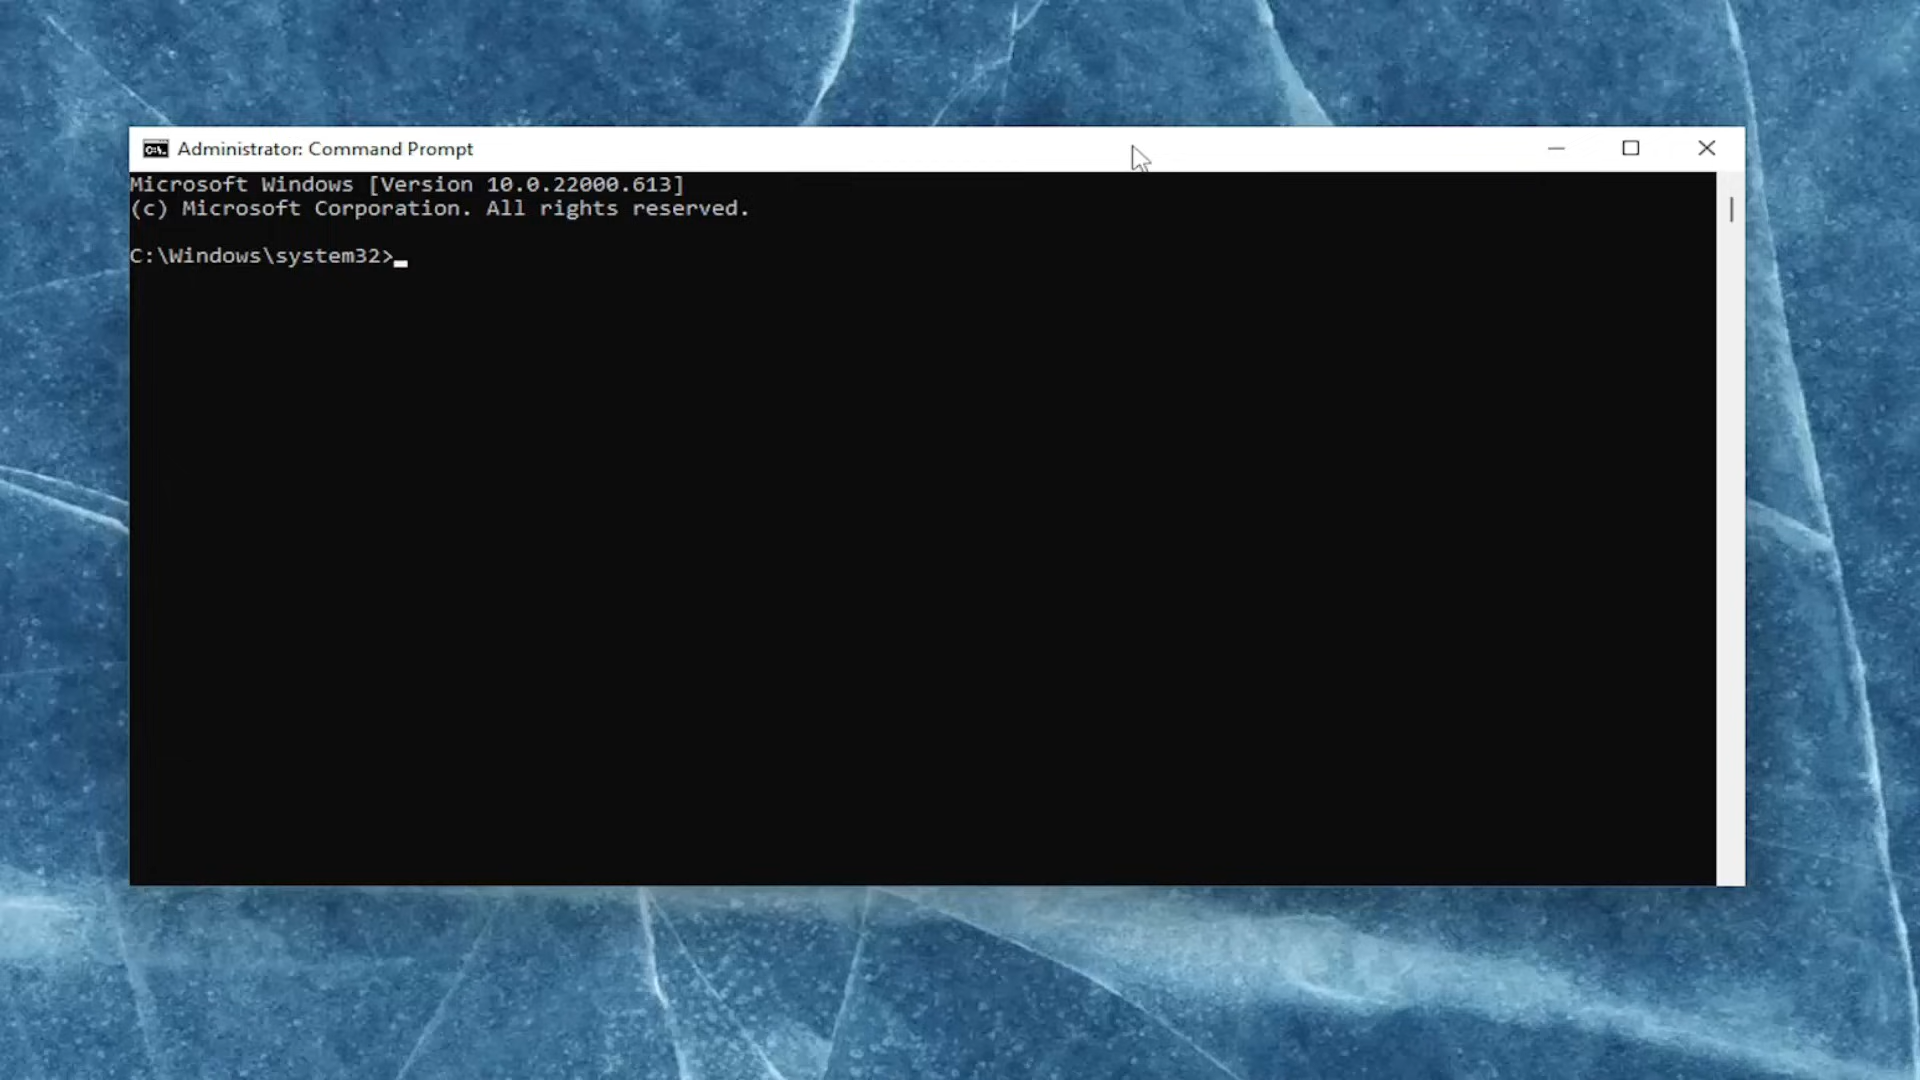 Administrator: Command Prompt
Microsoft Windows [Version 10.0.22000.613]
(c) Microsoft Corporation. All rights reserved.
C:\Windows\system32>